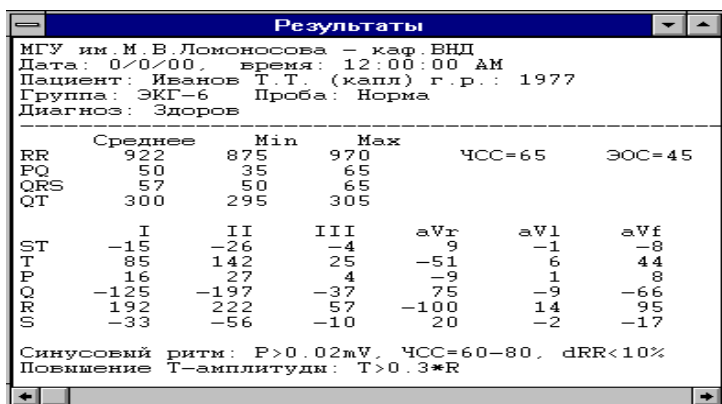 Результаты
МГУ им.М.В.Ломоносова – каф.ВНД
Дата: 0/0/00, время: 12:00:00 AM
Пациент: Иванов Т.Т. (капл) г.р.: 1977
Группа: ЭКГ-6 Проба: Норма
Диагноз: Здоров
Среднее Min Max
RR 922 875 970 ЧСС=65 ЭОС=45
PQ 50 35 65
QRS 57 50 65
QT 300 295 305
I II III aVr aVl aVf
ST -15 -26 -4 9 -1 -8
T 85 142 25 -51 6 44
P 16 27 4 -9 1 8
Q -125 -197 -37 75 -9 -66
R 192 222 57 -100 14 95
S -33 -56 -10 20 -2 -17
Синусовый ритм: P>0.02mV, ЧСС=60-80, dRR<10%
Повышение Т-амплитуды: T>0.3*R